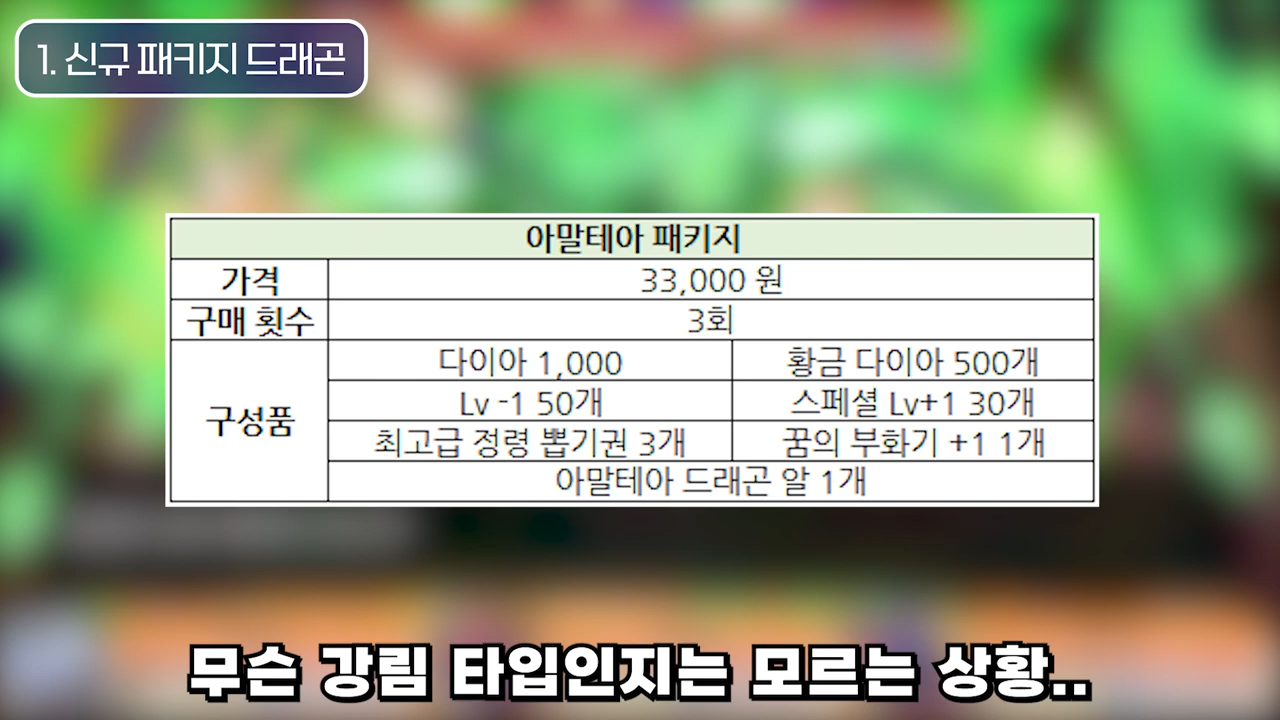 1. 신규 패키지 드래곤
아말테아 패키지
가격 33,000 원
구매 횟수 3회
구성품
다이아 1,000 황금 다이아 500개
Lv -1 50개 스페셜 Lv+1 30개
최고급 정령 뽑기권 3개 꿈의 부화기 +1 1개
아말테아 드래곤 알 1개
무슨 강림 타입인지는 모르는 상황..